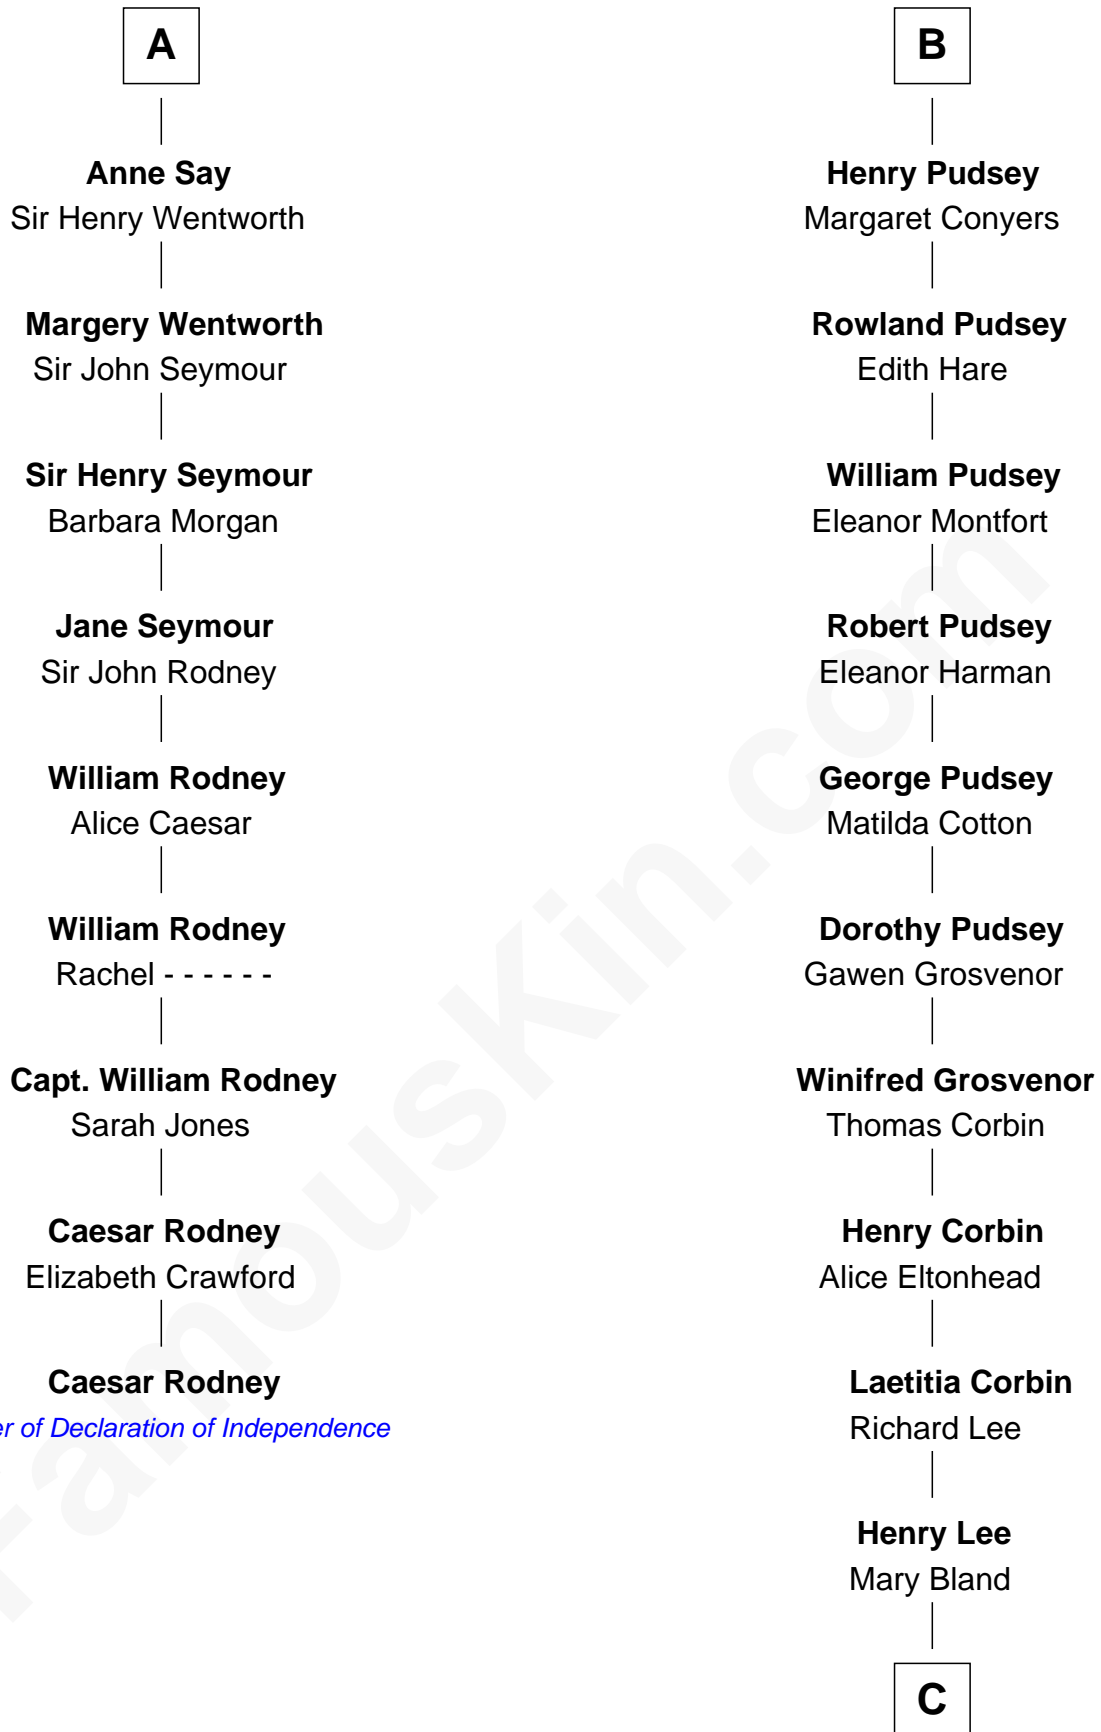 A
Anne Say
Sir Henry Wentworth
Margery Wentworth
Sir John Seymour
Sir Henry Seymour
Barbara Morgan
Jane Seymour
Sir John Rodney
William Rodney
Alice Caesar
William Rodney
Rachel - - - - - -
Capt. William Rodney
Sarah Jones
Caesar Rodney
Elizabeth Crawford
Caesar Rodney
er of Declaration of Independence
B
Henry Pudsey
Margaret Conyers
Rowland Pudsey
Edith Hare
William Pudsey
Eleanor Montfort
Robert Pudsey
Eleanor Harman
George Pudsey
Matilda Cotton
Dorothy Pudsey
Gawen Grosvenor
Winifred Grosvenor
Thomas Corbin
Henry Corbin
Alice Eltonhead
Laetitia Corbin
Richard Lee
Henry Lee
Mary Bland
C
FamousKin.com